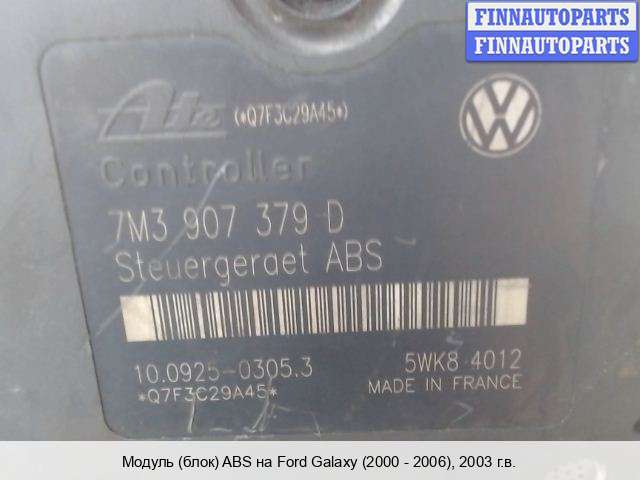 FINNAUTOPARTS
FINNAUTOPARTS
Ate (*Q7F3C29A45*)
Controller
7M3 907 379 D
Steuergeraet ABS
10.0925-0305.3 5WK8 4012
*Q7F3C29A45* MADE IN FRANCE
Модуль (блок) ABS на Ford Galaxy (2000 - 2006), 2003 г.в.